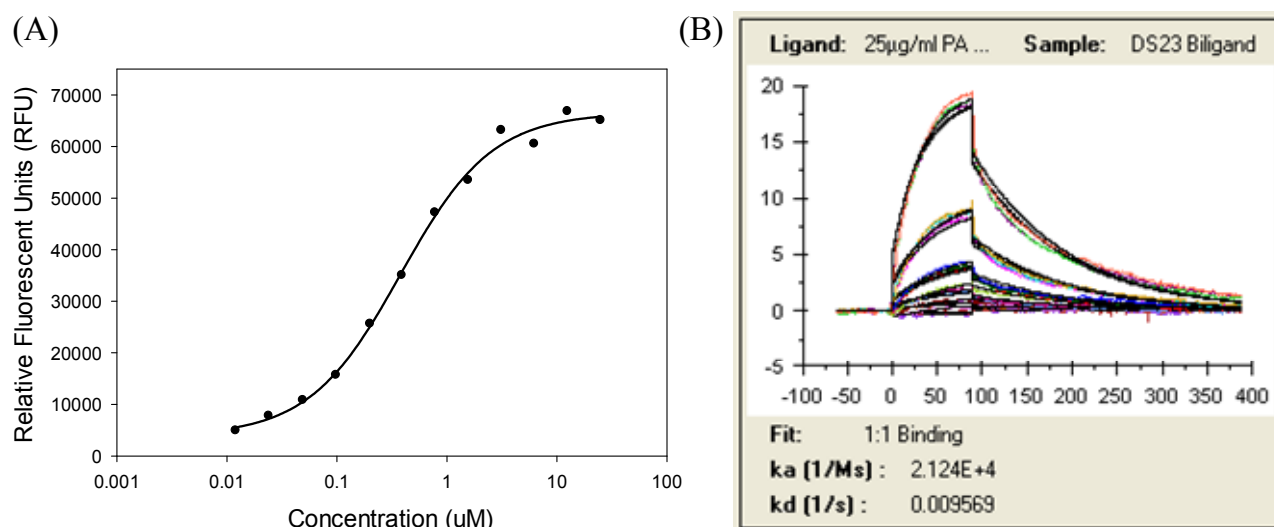 (A)
Relative Fluorescent Units (RFU)
70000
60000
50000
40000
30000
20000
10000
0
0.001 0.01 0.1 1 10 100
Concentration (uM)
(B)
Ligand: 25µg/ml PA ... Sample: DS23 Biligand
20
15
10
5
0
-5
-100 -50 0 50 100 150 200 250 300 350 400
Fit: 1:1 Binding
ka (1/Ms) : 2.124E+4
kd (1/s) : 0.009569